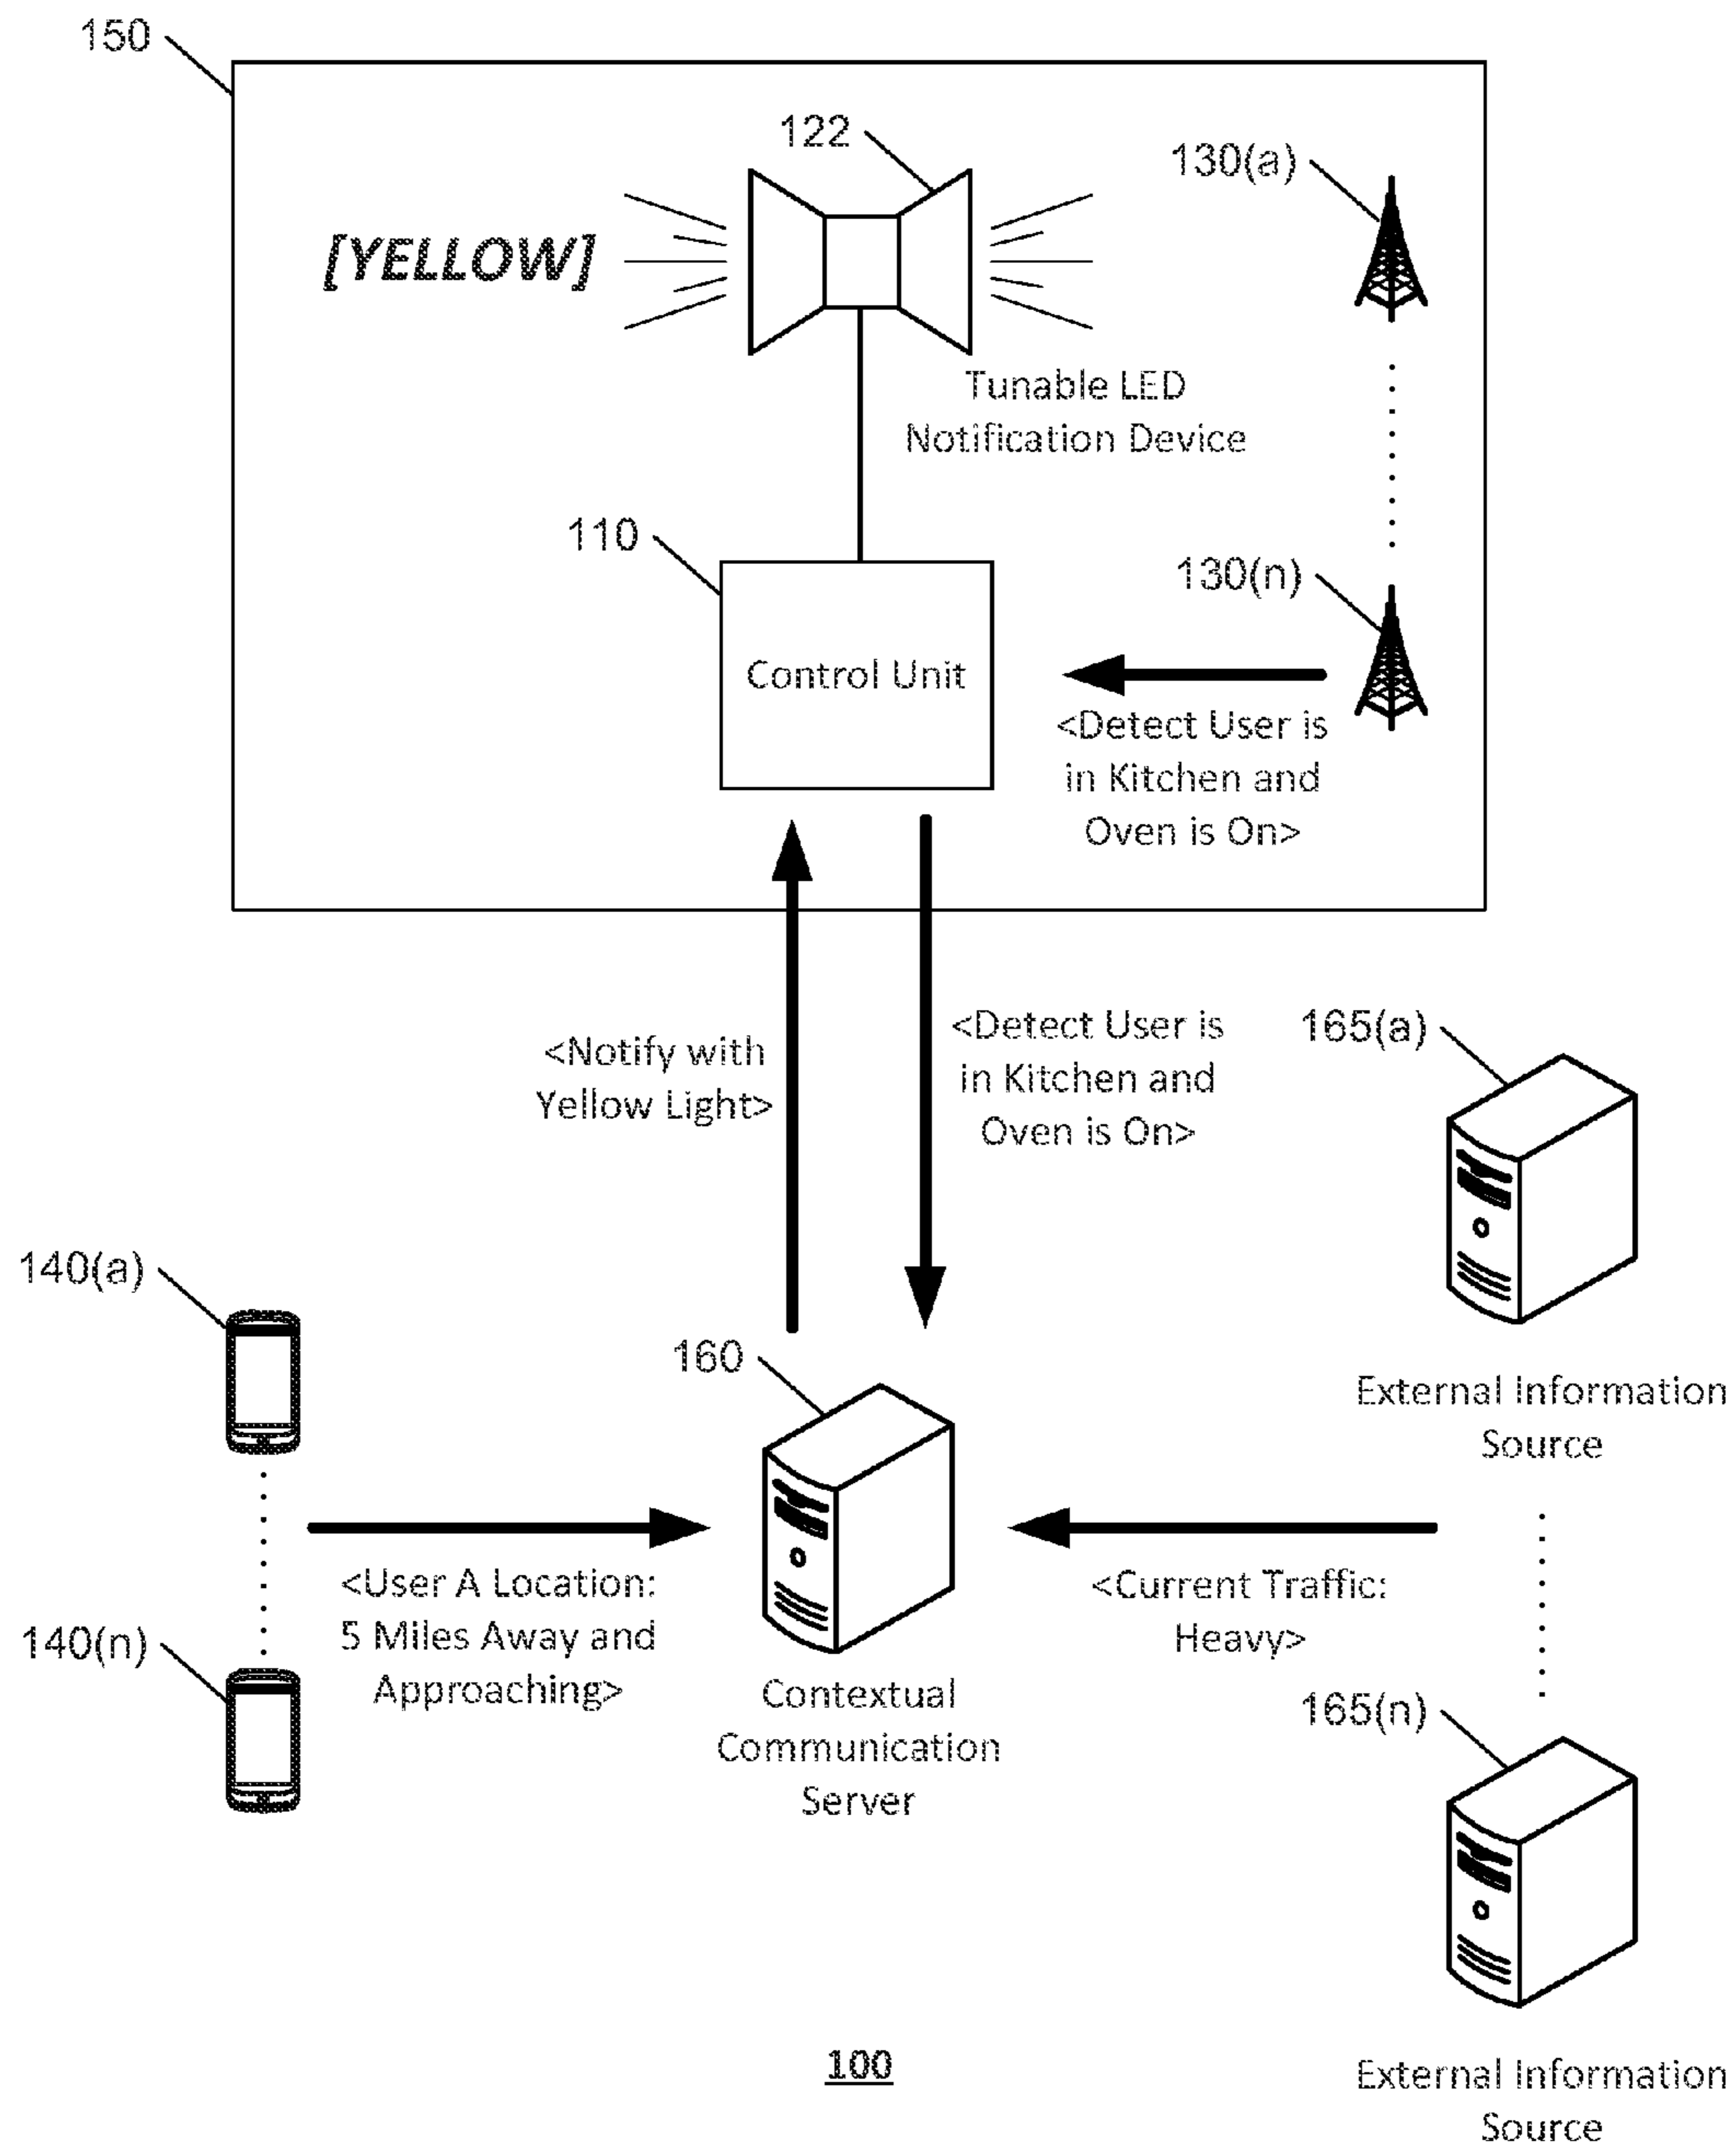 150
122
130(a)
[YELLOW]
Tunable LED
Notification Device
110
130(n)
Control Unit
<Detect User is
in Kitchen and
Oven is On>
<Notify with
Yellow Light>
<Detect User is
in Kitchen and
Oven is On>
165(a)
140(a)
160
External Information
Source
<User A Location:
5 Miles Away and
Approaching>
<Current Traffic:
Heavy>
140(n)
Contextual
Communication
Server
165(n)
100
External Information
Source